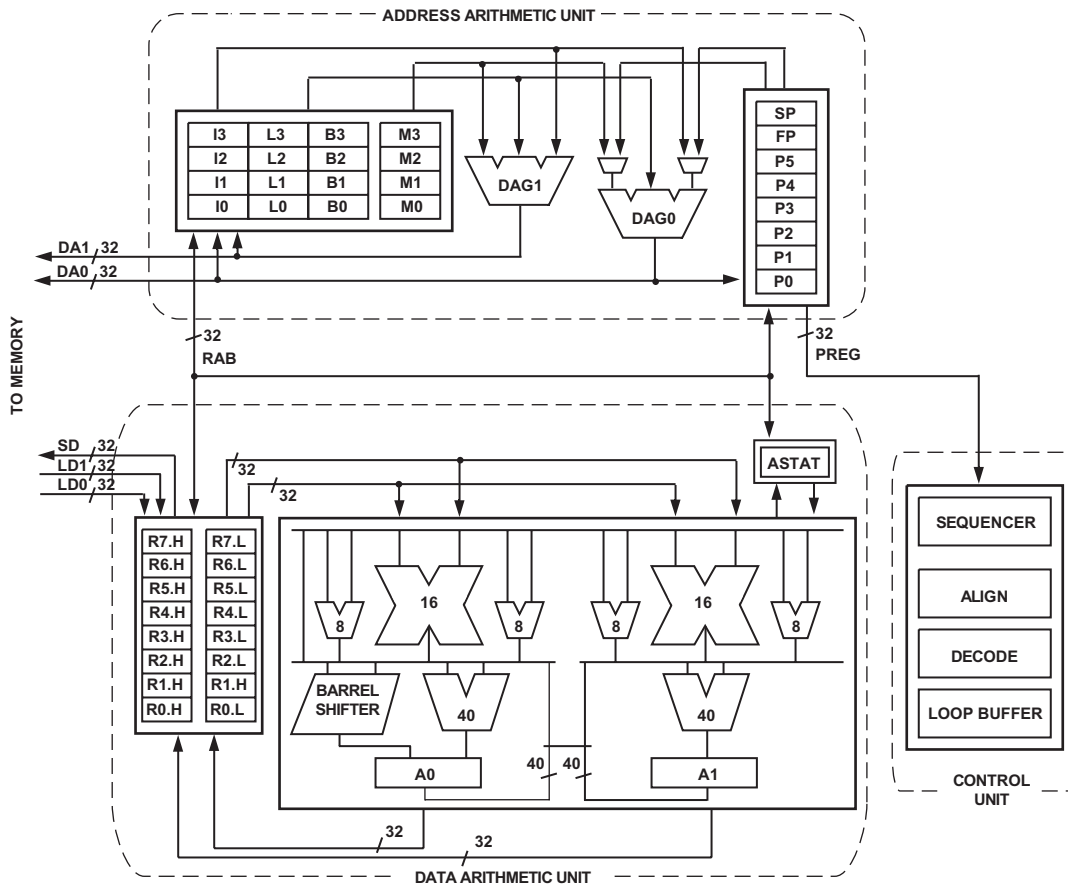 ADDRESS ARITHMETIC UNIT
SP
FP
P5
P4
P3
P2
P1
P0
I3 L3 B3 M3
I2 L2 B2 M2
I1 L1 B1 M1
I0 L0 B0 M0
DAG1
DAG0
DA1 32
DA0 32
TO MEMORY
32
RAB
32
PREG
SD 32
LD1 32
LD0 32
32
32
ASTAT
R7.H R7.L
R6.H R6.L
R5.H R5.L
R4.H R4.L
R3.H R3.L
R2.H R2.L
R1.H R1.H
R0.H R0.L
16
8
8
16
8
8
BARREL
SHIFTER
40
40
40 40
A0
A1
32
32
DATA ARITHMETIC UNIT
SEQUENCER
ALIGN
DECODE
LOOP BUFFER
CONTROL
UNIT